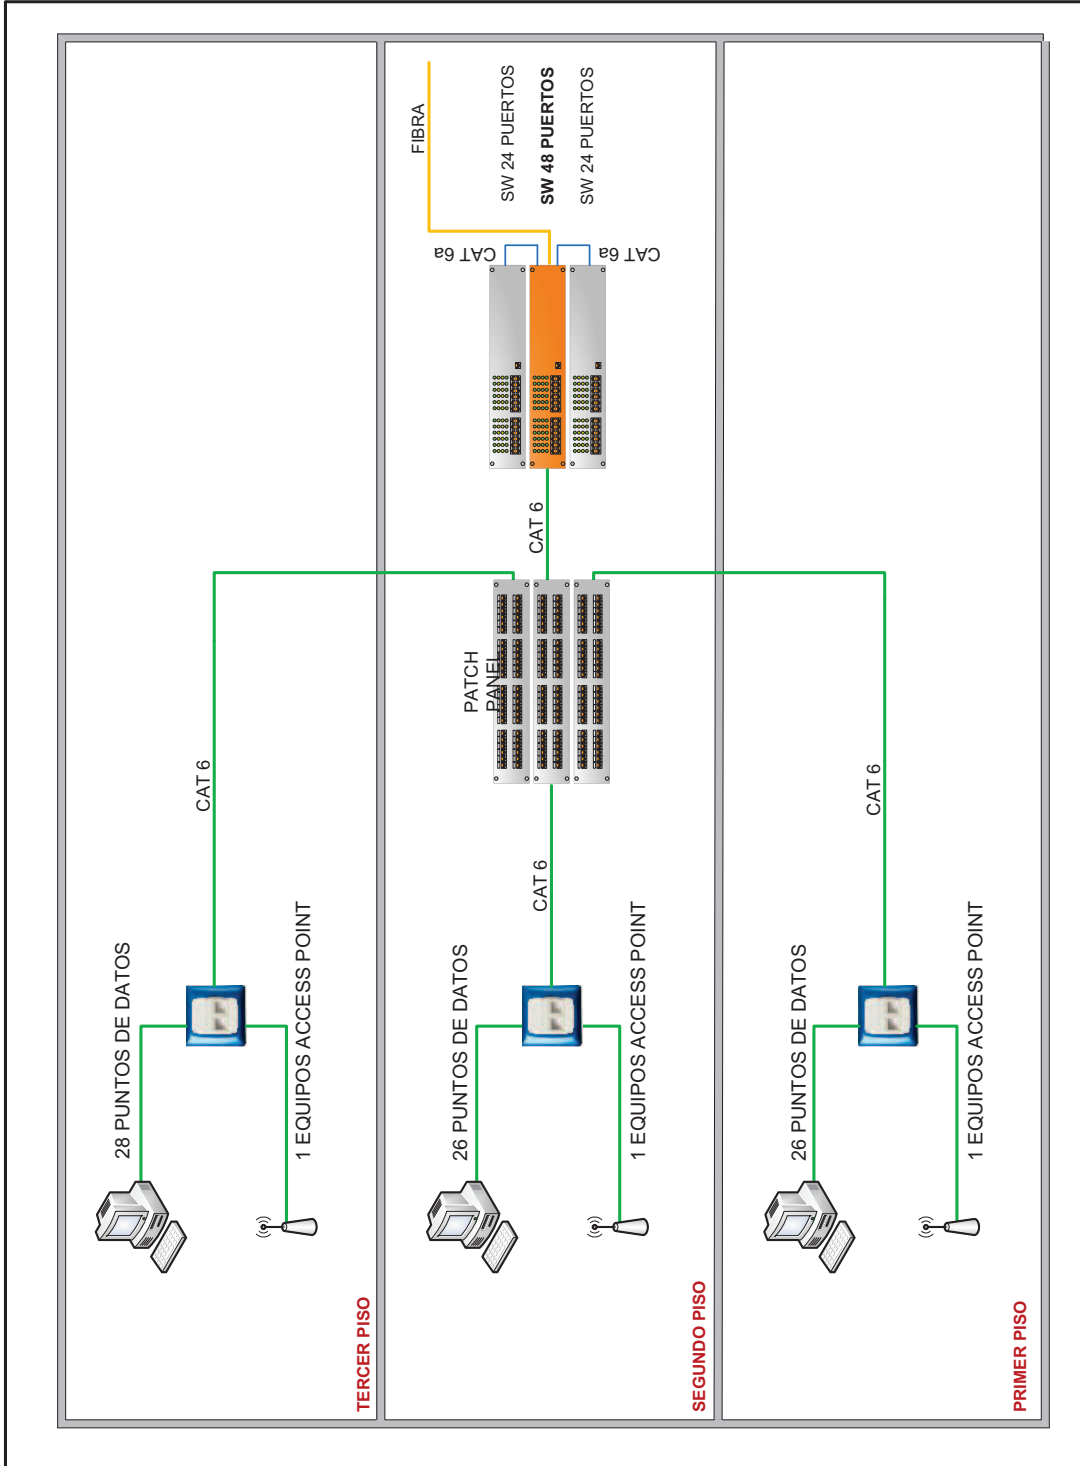 FIBRA
SW 24 PUERTOS
SW 48 PUERTOS
SW 24 PUERTOS
CAT 6a
CAT 6a
CAT 6
PATCH
PANEL
CAT 6
CAT 6
CAT 6
28 PUNTOS DE DATOS
1 EQUIPOS ACCESS POINT
TERCER PISO
26 PUNTOS DE DATOS
1 EQUIPOS ACCESS POINT
SEGUNDO PISO
26 PUNTOS DE DATOS
1 EQUIPOS ACCESS POINT
PRIMER PISO